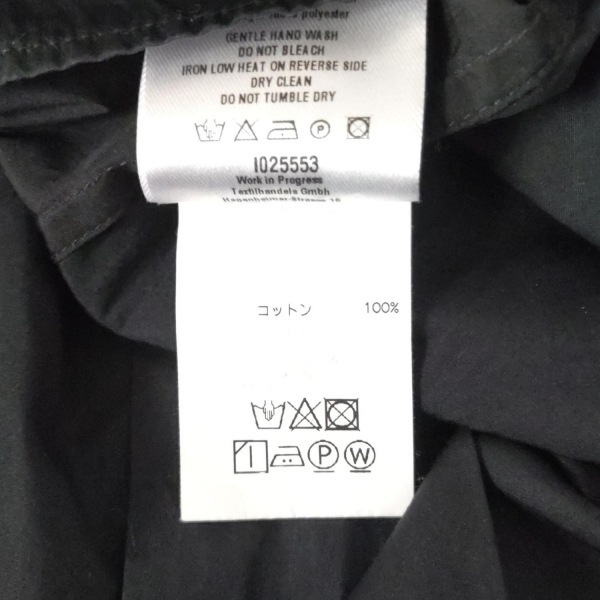 polyester
GENTLE HAND WASH
DO NOT BLEACH
IRON LOW HEAT ON REVERSE SIDE
DRY CLEAN
DO NOT TUMBLE DRY
P
I025553
Work in Progress
Textilhandels GmbH
コットン 100%
P W